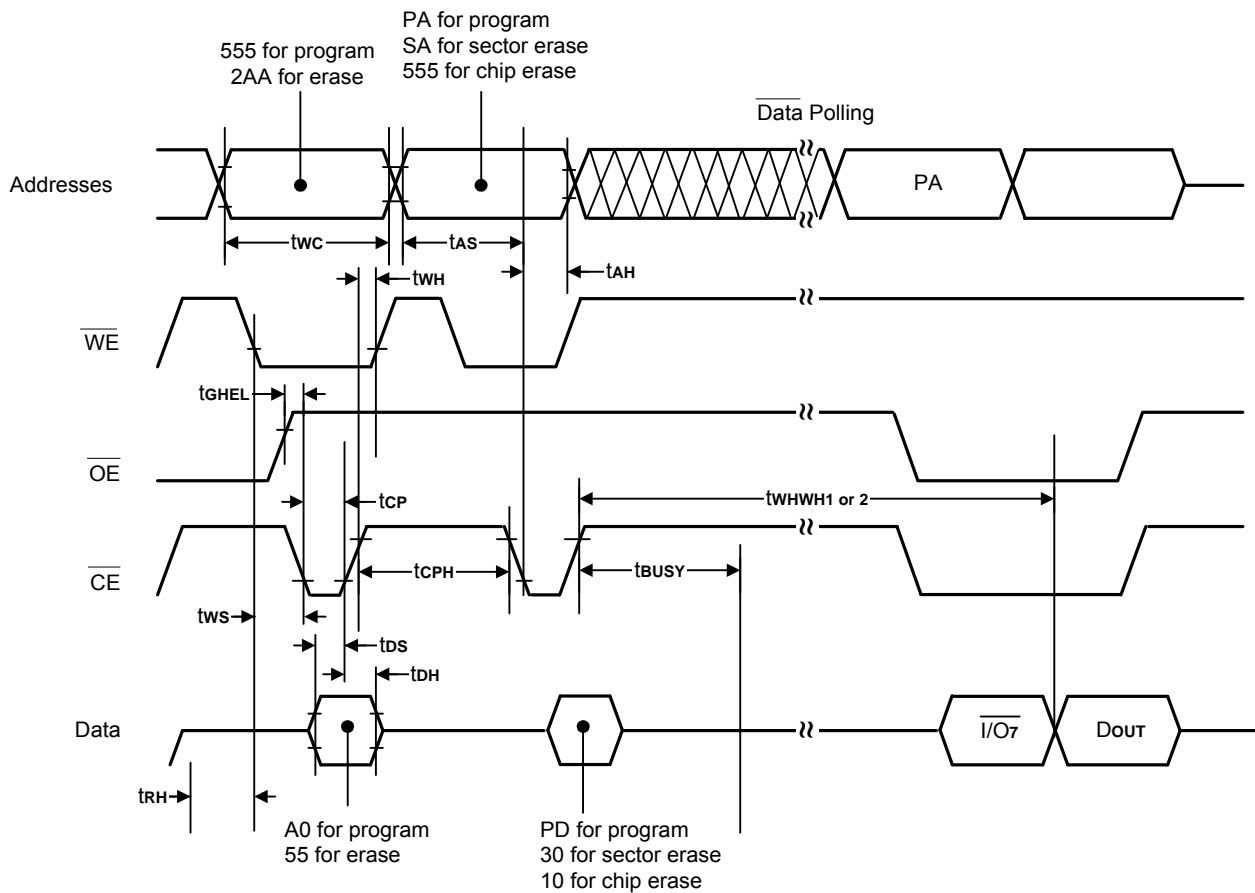 PA for program
SA for sector erase
555 for chip erase
555 for program
2AA for erase
Data Polling
Addresses
PA
tWC
tAS
tWH
tAH
WE
tGHEL
OE
tCP
tWHWH1 or 2
CE
tCPH
tBUSY
tWS
tDS
tDH
Data
I/O7
DOUT
tRH
A0 for program
55 for erase
PD for program
30 for sector erase
10 for chip erase